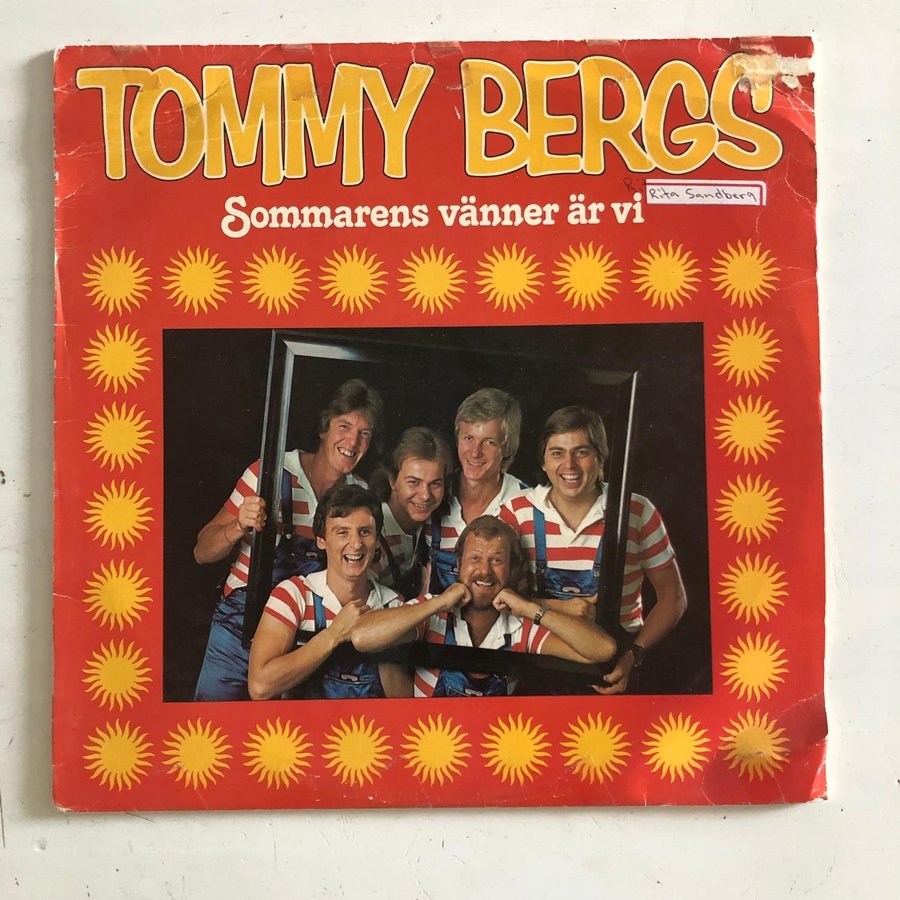 TOMMY BERGS
Sommarens vänner är vi
Rita Sandberg